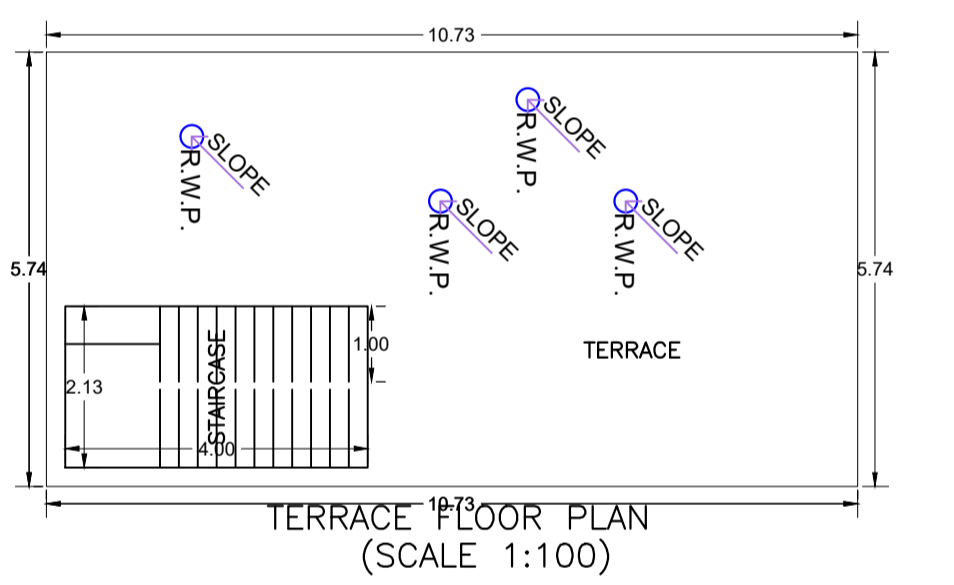 10.73
SLOPE
R.W.P.
SLOPE
R.W.P.
SLOPE
R.W.P.
SLOPE
R.W.P.
5.74
5.74
1.00
TERRACE
2.13
STAIRCASE
4.00
10.73
TERRACE FLOOR PLAN
(SCALE 1:100)